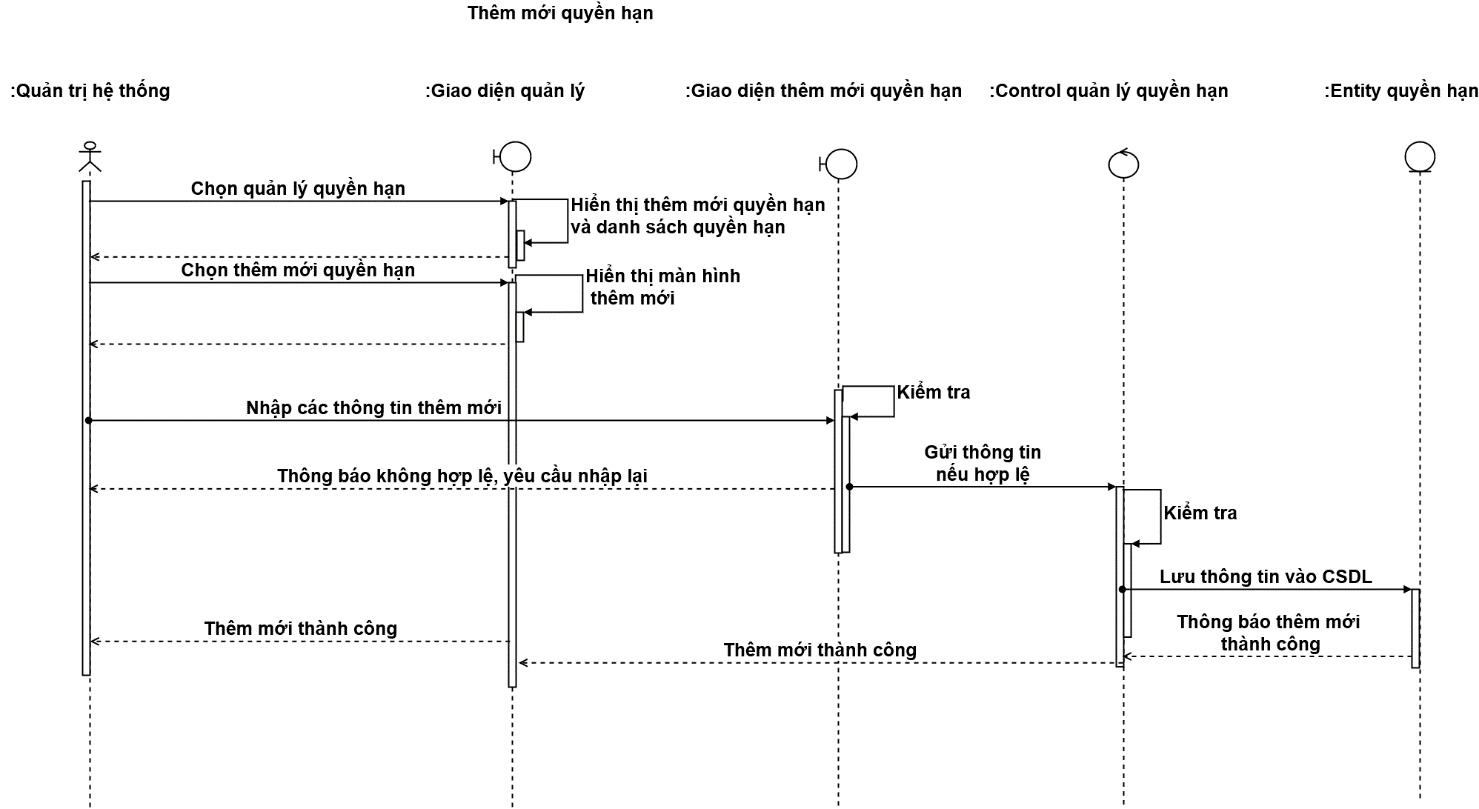 Thêm mới quyền hạn
:Quản trị hệ thống
:Giao diện quản lý
:Giao diện thêm mới quyền hạn
:Control quản lý quyền hạn
:Entity quyền hạn
Chọn quản lý quyền hạn
Hiển thị thêm mới quyền hạn
và danh sách quyền hạn
Chọn thêm mới quyền hạn
Hiển thị màn hình
thêm mới
Kiểm tra
Nhập các thông tin thêm mới
Gửi thông tin
nếu hợp lệ
Thông báo không hợp lệ, yêu cầu nhập lại
Kiểm tra
Lưu thông tin vào CSDL
Thông báo thêm mới
thành công
Thêm mới thành công
Thêm mới thành công